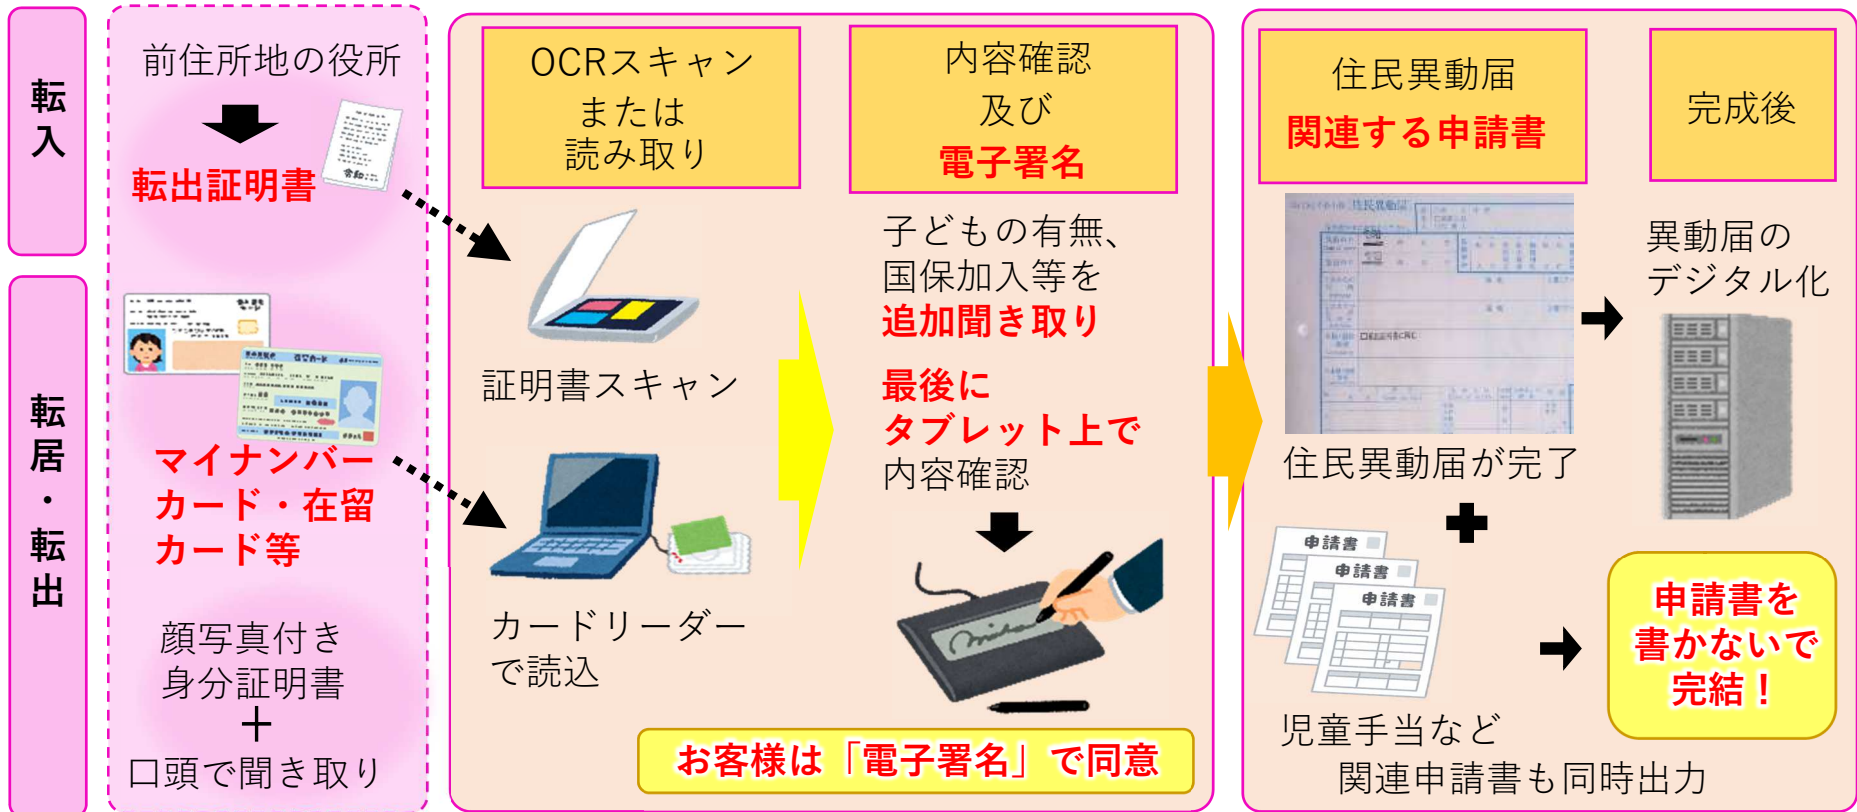 転入
前住所地の役所
転出証明書
転居・転出
マイナンバー
カード・在留
カード等
顔写真付き
身分証明書
＋
口頭で聞き取り
OCRスキャン
または
読み取り
証明書スキャン
カードリーダー
で読込
内容確認
及び
電子署名
子どもの有無、
国保加入等を
追加聞き取り
最後に
タブレット上で
内容確認
お客様は「電子署名」で同意
住民異動届
関連する申請書
住民異動届
住民異動届が完了
申請書
申請書
申請書
児童手当など
関連申請書も同時出力
完成後
異動届の
デジタル化
申請書を
書かないで
完結！